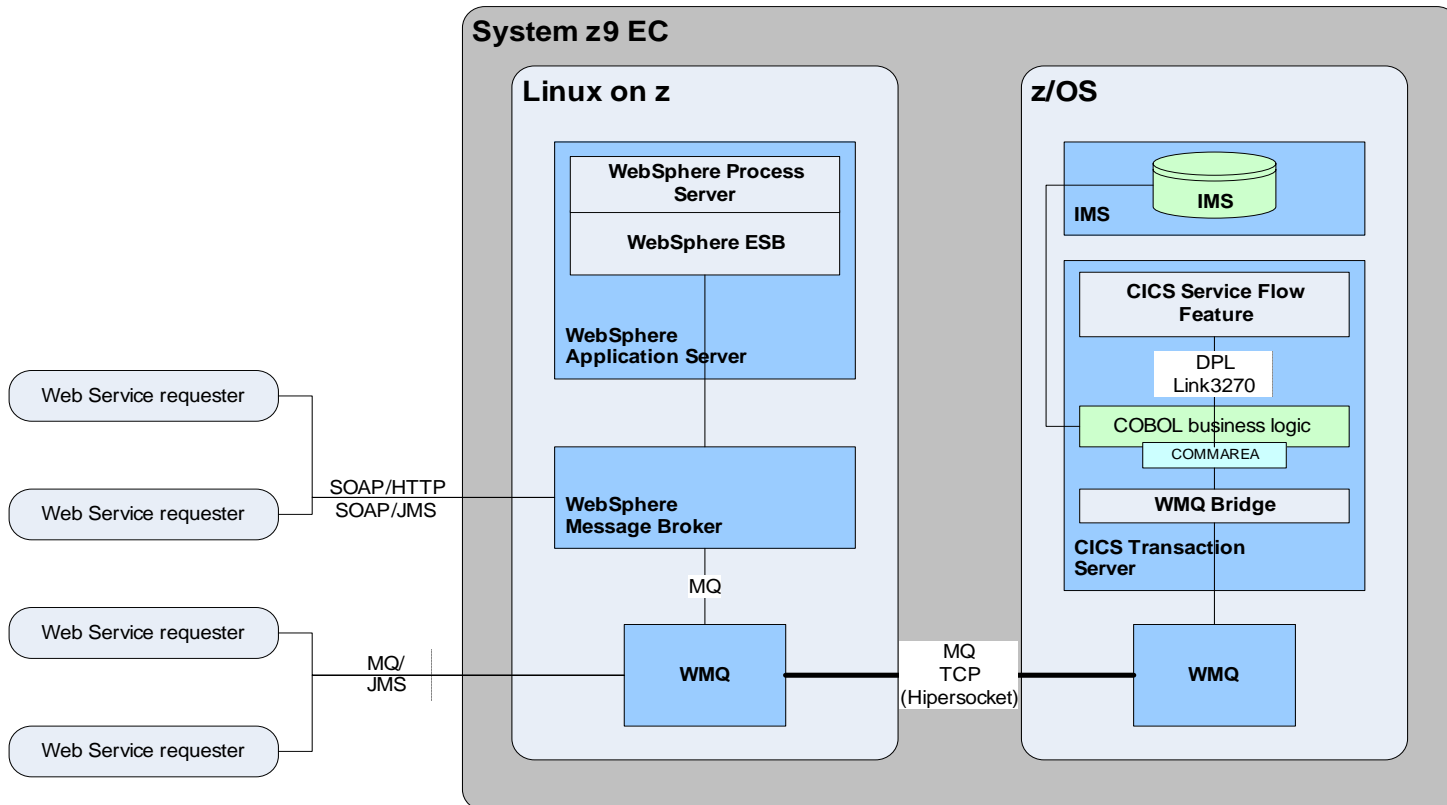 System z9 EC
Linux on z
z/OS
WebSphere Process
Server
WebSphere ESB
WebSphere
Application Server
IMS
IMS
CICS Service Flow
Feature
DPL
Link3270
COBOL business logic
COMMAREA
WMQ Bridge
CICS Transaction
Server
Web Service requester
Web Service requester
SOAP/HTTP
SOAP/JMS
WebSphere
Message Broker
MQ
Web Service requester
Web Service requester
MQ/
JMS
WMQ
MQ
TCP
(Hipersocket)
WMQ